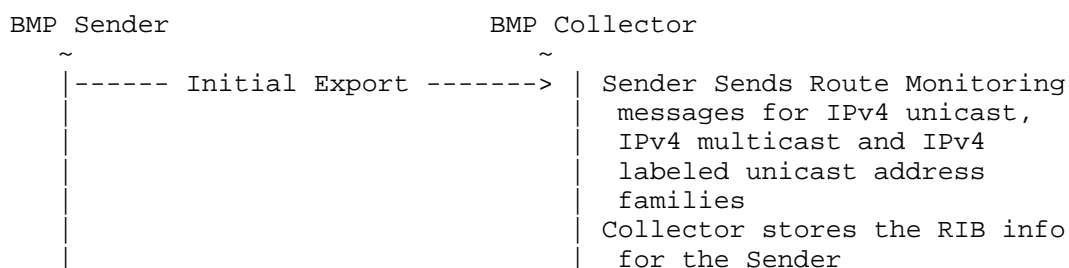 BMP Sender                    BMP Collector
    ~                              ~
    |------ Initial Export ------->  | Sender Sends Route Monitoring
    |                                |  messages for IPv4 unicast,
    |                                |  IPv4 multicast and IPv4
    |                                |  labeled unicast address
    |                                |  families
    |                                | Collector stores the RIB info
    |                                |  for the Sender